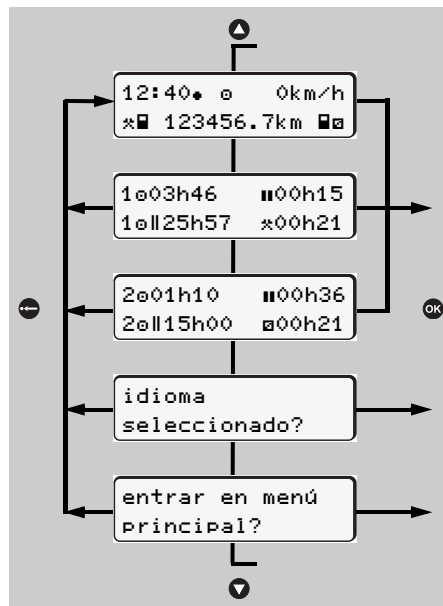 12:40● ⊙ 0km/h
⚒▮ 123456.7km ▮⧄
1⊙03h46 ▮▮00h15
1⊙||25h57 ⚒00h21
2⊙01h10 ▮▮00h36
2⊙||15h00 ⧄00h21
OK
idioma
seleccionado?
entrar en menú
principal?